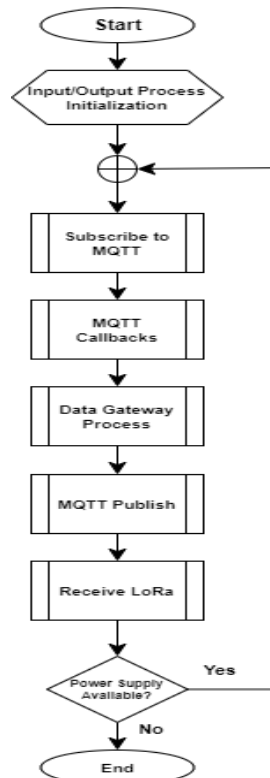 Start
Input/Output Process
Initialization
Subscribe to
MQTT
MQTT
Callbacks
Data Gateway
Process
MQTT Publish
Receive LoRa
Power Supply
Available?
Yes
No
End